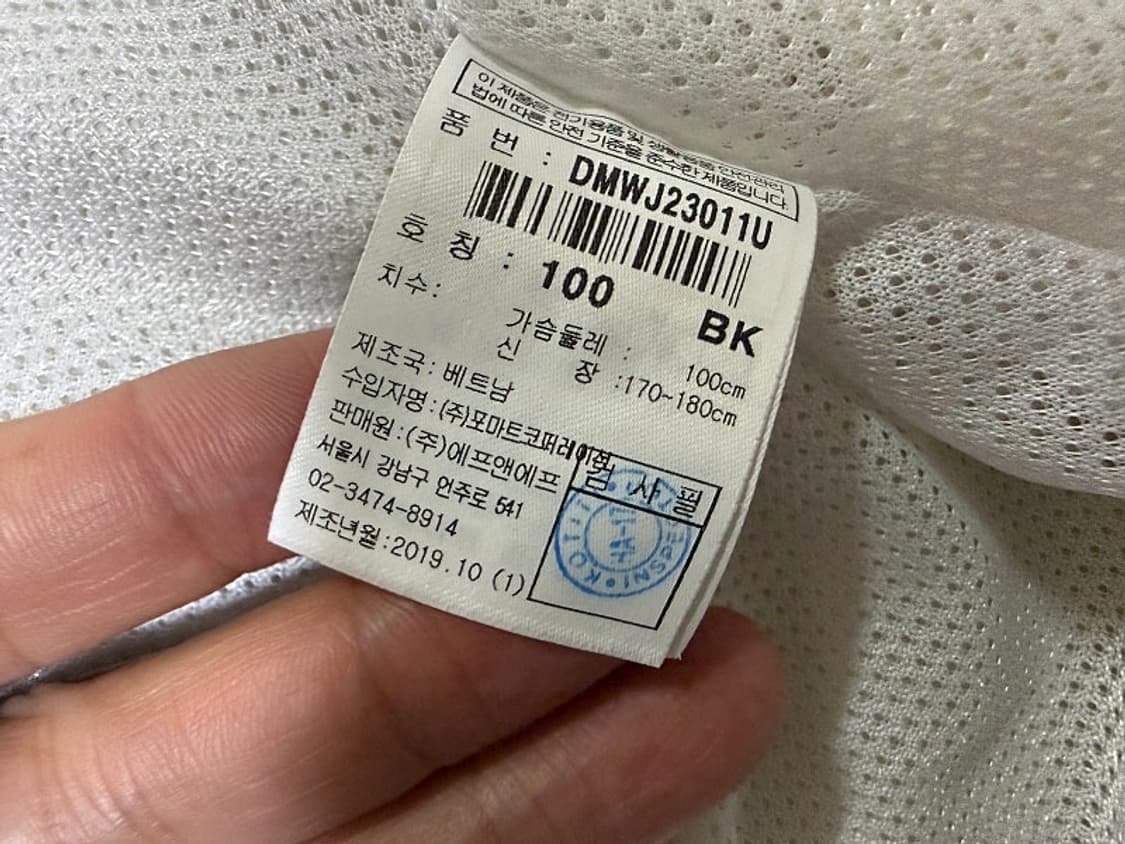 이 제품은 전기용품 및 생활용품 안전관리
법에 따른 안전 기준을 준수한 제품입니다.
품 번 : DMWJ23011U
호 칭 : 100 BK
치수:
가슴둘레 : 100cm
신 장 :170~180cm
제조국: 베트남
수입자명 : (주)포마트코퍼레이션
판매원 : (주)에프앤에프
서울시 강남구 언주로 541
02-3474-8914
제조년월 : 2019.10 (1)
검 사 필